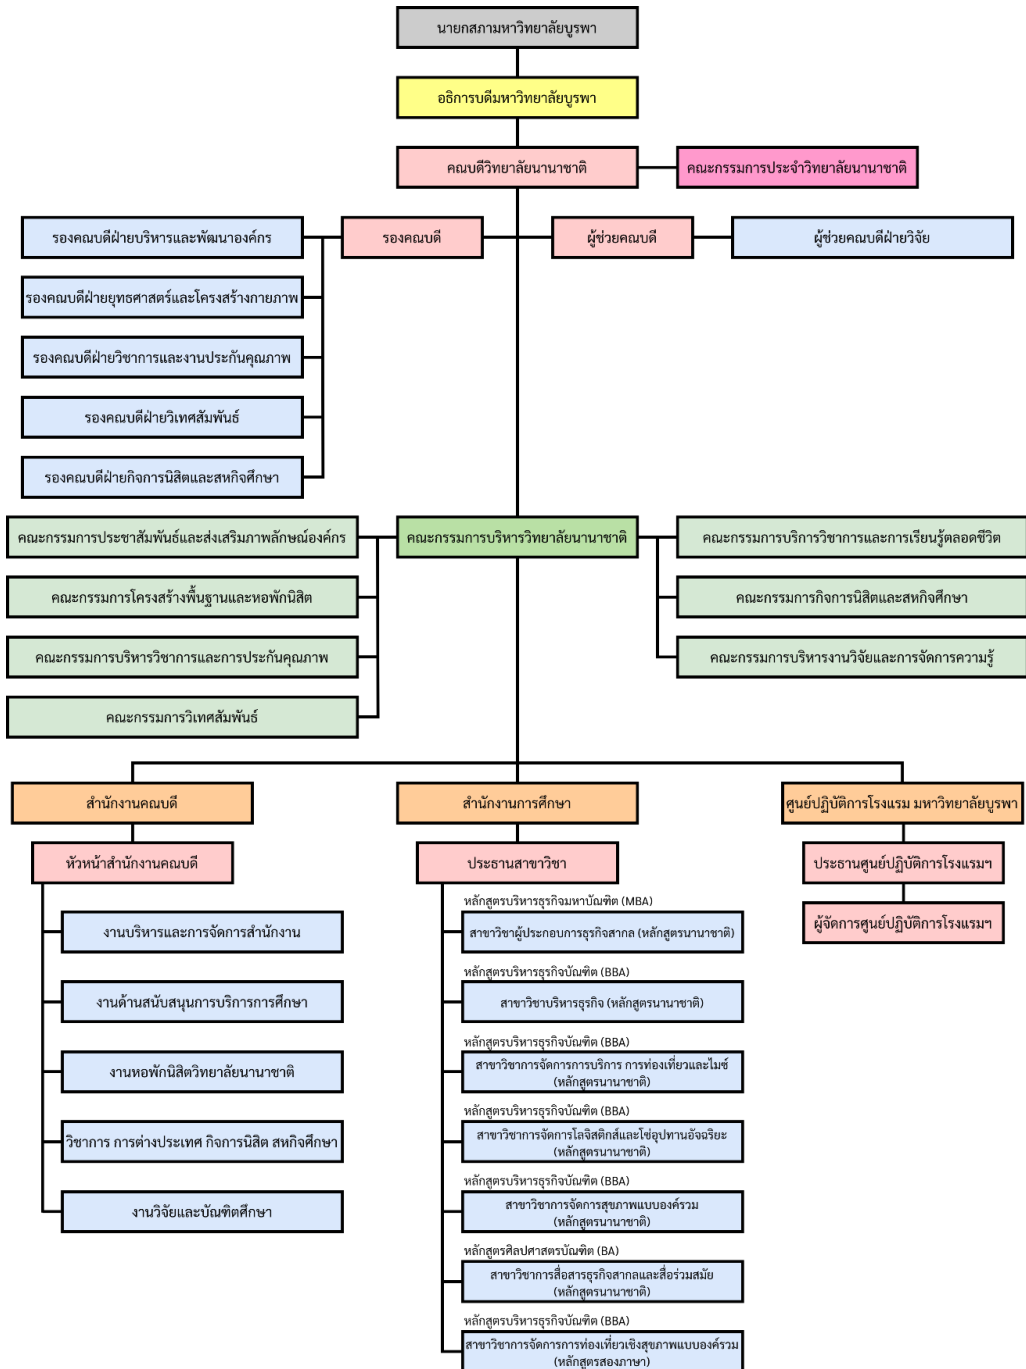 นายกสภามหาวิทยาลัยบูรพา
อธิการบดีมหาวิทยาลัยบูรพา
คณบดีวิทยาลัยนานาชาติ
คณะกรรมการประจำวิทยาลัยนานาชาติ
รองคณบดี
ผู้ช่วยคณบดี
ผู้ช่วยคณบดีฝ่ายวิจัย
รองคณบดีฝ่ายบริหารและพัฒนาองค์กร
รองคณบดีฝ่ายยุทธศาสตร์และโครงสร้างกายภาพ
รองคณบดีฝ่ายวิชาการและงานประกันคุณภาพ
รองคณบดีฝ่ายวิเทศสัมพันธ์
รองคณบดีฝ่ายกิจการนิสิตและสหกิจศึกษา
คณะกรรมการบริหารวิทยาลัยนานาชาติ
คณะกรรมการประชาสัมพันธ์และส่งเสริมภาพลักษณ์องค์กร
คณะกรรมการโครงสร้างพื้นฐานและหอพักนิสิต
คณะกรรมการบริหารวิชาการและการประกันคุณภาพ
คณะกรรมการวิเทศสัมพันธ์
คณะกรรมการบริการวิชาการและการเรียนรู้ตลอดชีวิต
คณะกรรมการกิจการนิสิตและสหกิจศึกษา
คณะกรรมการบริหารงานวิจัยและการจัดการความรู้
สำนักงานคณบดี
หัวหน้าสำนักงานคณบดี
งานบริหารและการจัดการสำนักงาน
งานด้านสนับสนุนการบริการการศึกษา
งานหอพักนิสิตวิทยาลัยนานาชาติ
วิชาการ การต่างประเทศ กิจการนิสิต สหกิจศึกษา
งานวิจัยและบัณฑิตศึกษา
สำนักงานการศึกษา
ประธานสาขาวิชา
หลักสูตรบริหารธุรกิจมหาบัณฑิต (MBA)
สาขาวิชาผู้ประกอบการธุรกิจสากล (หลักสูตรนานาชาติ)
หลักสูตรบริหารธุรกิจบัณฑิต (BBA)
สาขาวิชาบริหารธุรกิจ (หลักสูตรนานาชาติ)
หลักสูตรบริหารธุรกิจบัณฑิต (BBA)
สาขาวิชาการจัดการการบริการ การท่องเที่ยวและไมซ์
(หลักสูตรนานาชาติ)
หลักสูตรบริหารธุรกิจบัณฑิต (BBA)
สาขาวิชาการจัดการโลจิสติกส์และโซ่อุปทานอัจฉริยะ
(หลักสูตรนานาชาติ)
หลักสูตรบริหารธุรกิจบัณฑิต (BBA)
สาขาวิชาการจัดการสุขภาพแบบองค์รวม
(หลักสูตรนานาชาติ)
หลักสูตรศิลปศาสตรบัณฑิต (BA)
สาขาวิชาการสื่อสารธุรกิจสากลและสื่อร่วมสมัย
(หลักสูตรนานาชาติ)
หลักสูตรบริหารธุรกิจบัณฑิต (BBA)
สาขาวิชาการจัดการการท่องเที่ยวเชิงสุขภาพแบบองค์รวม
(หลักสูตรสองภาษา)
ศูนย์ปฏิบัติการโรงแรม มหาวิทยาลัยบูรพา
ประธานศูนย์ปฏิบัติการโรงแรมฯ
ผู้จัดการศูนย์ปฏิบัติการโรงแรมฯ